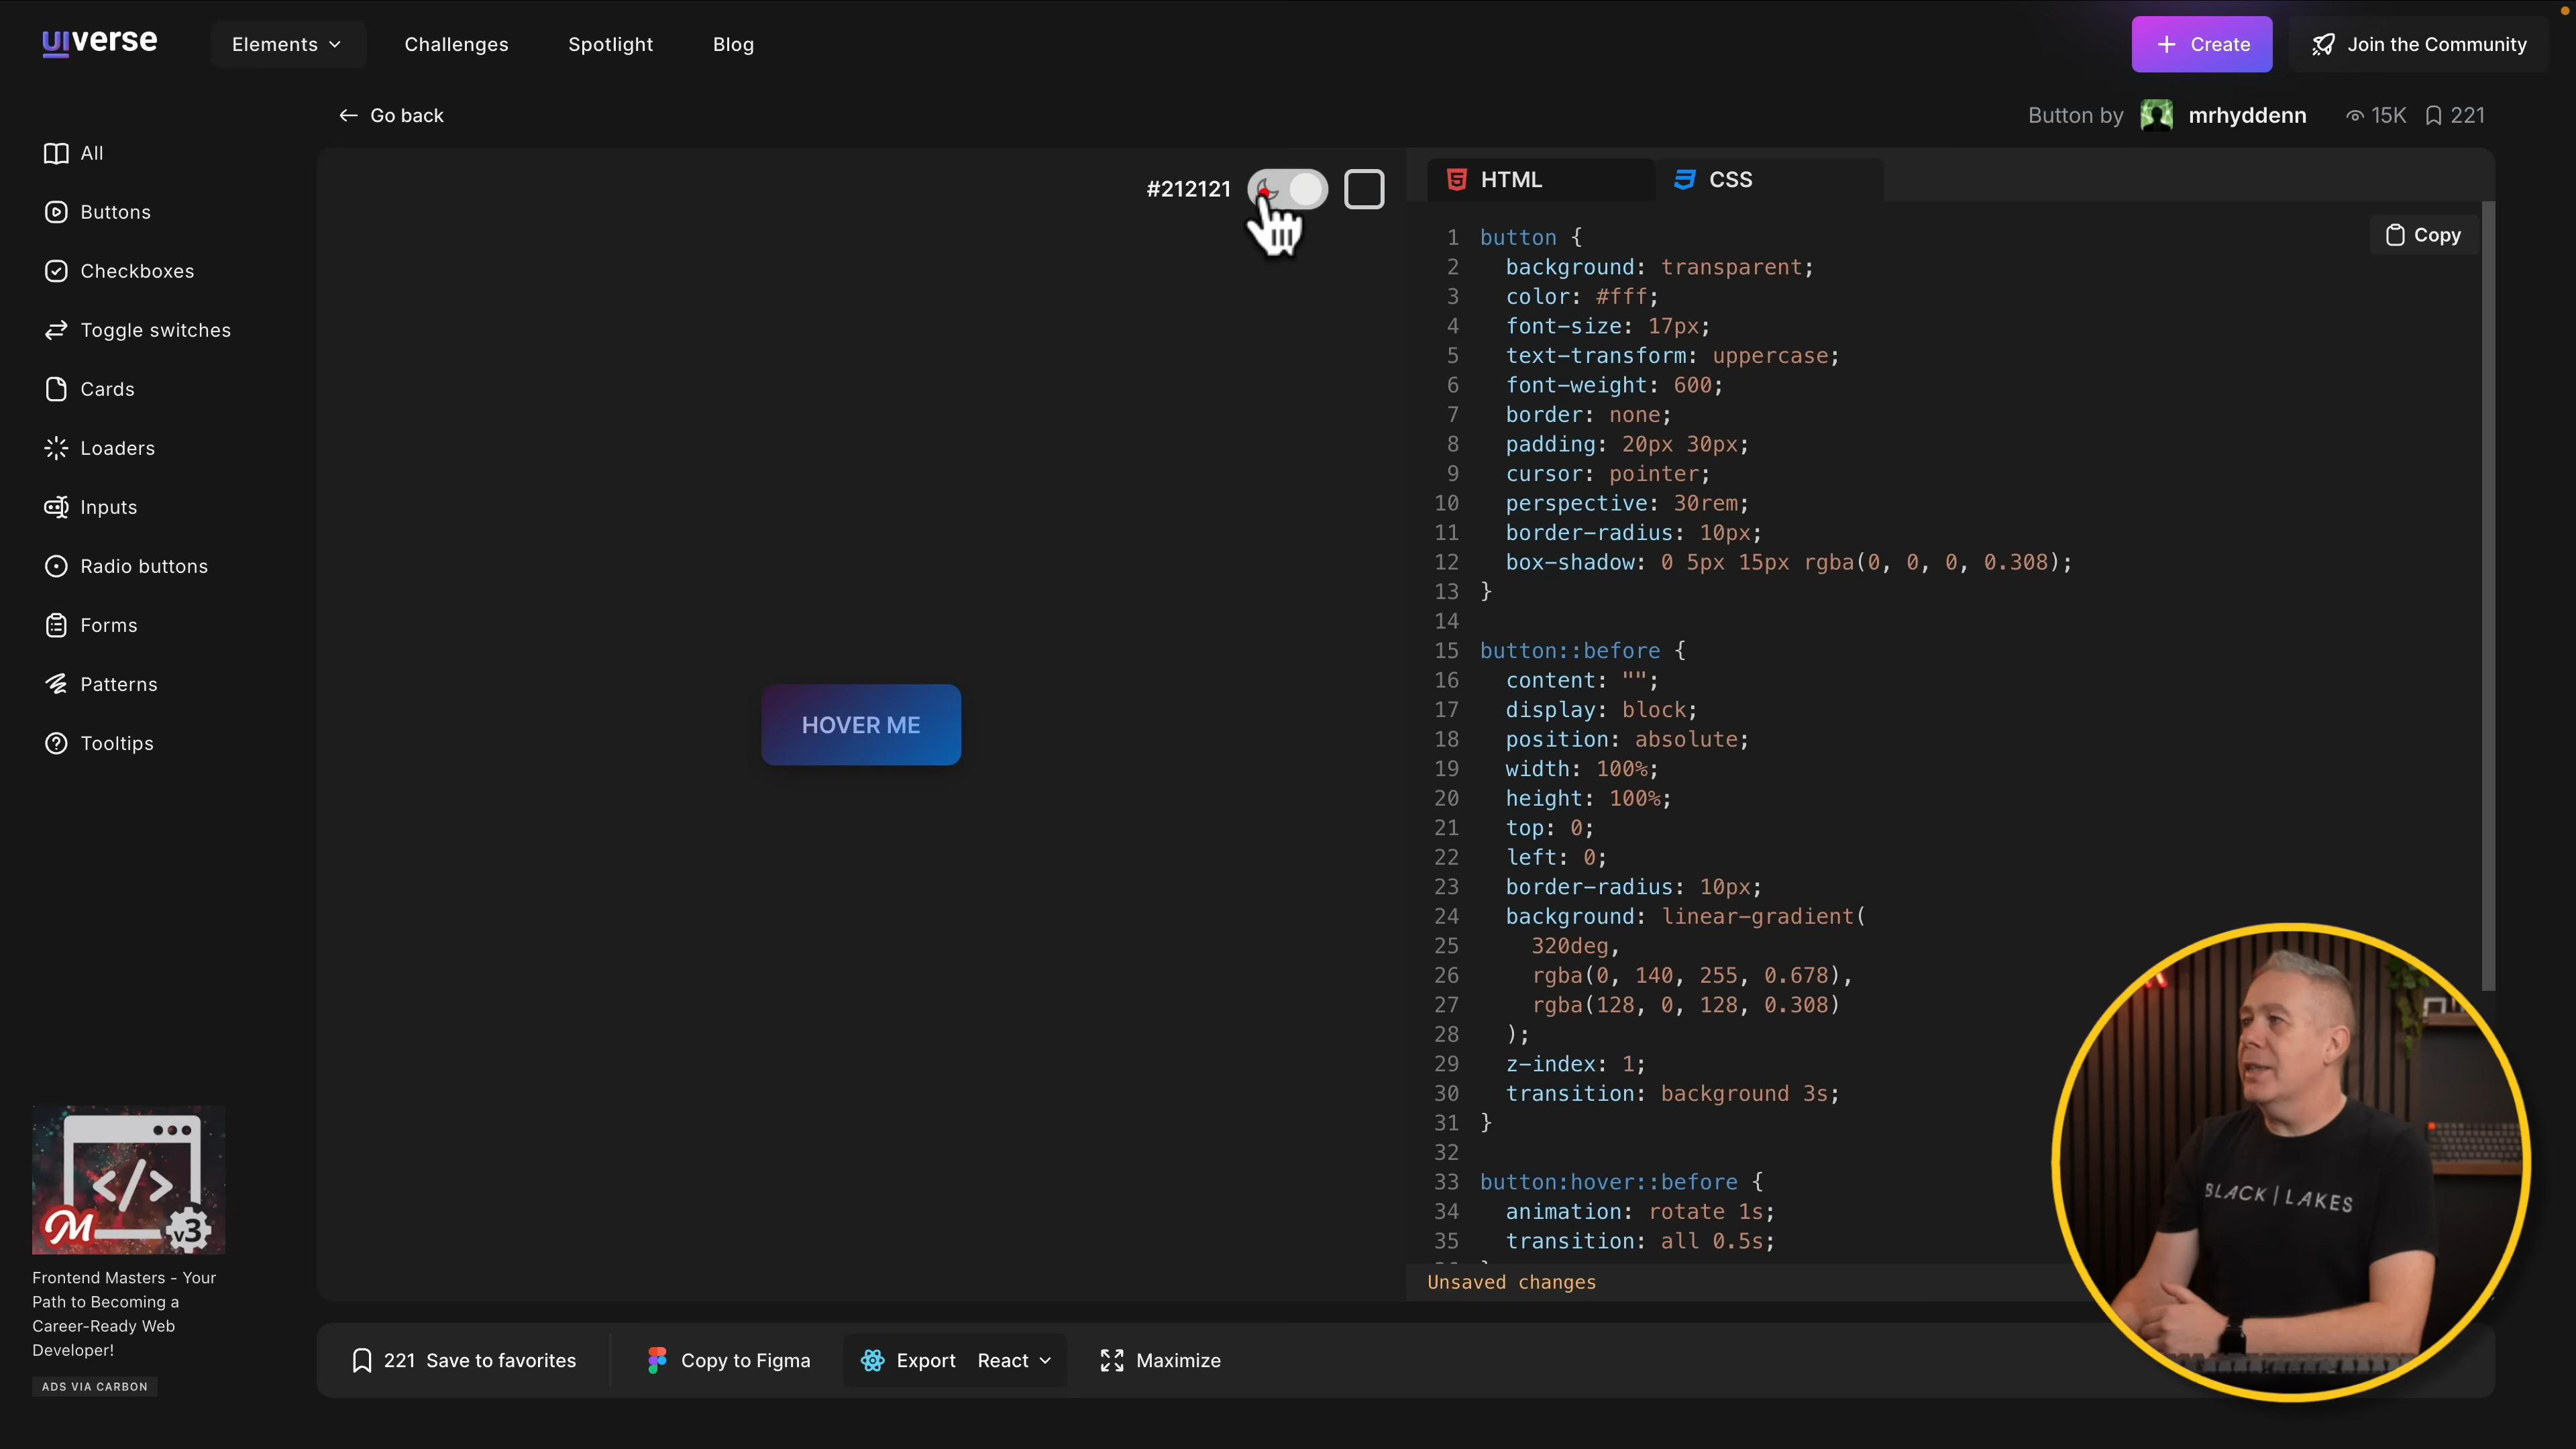 uiverse
Elements
Challenges
Spotlight
Blog
Create
Join the Community
Go back
Button by
mrhyddenn
15K
221
All
Buttons
Checkboxes
Toggle switches
Cards
Loaders
Inputs
Radio buttons
Forms
Patterns
Tooltips
#212121
HOVER ME
HTML
CSS
Copy
1 button {
2 background: transparent;
3 color: #fff;
4 font-size: 17px;
5 text-transform: uppercase;
6 font-weight: 600;
7 border: none;
8 padding: 20px 30px;
9 cursor: pointer;
10 perspective: 30rem;
11 border-radius: 10px;
12 box-shadow: 0 5px 15px rgba(0, 0, 0, 0.308);
13 }
14
15 button::before {
16 content: "";
17 display: block;
18 position: absolute;
19 width: 100%;
20 height: 100%;
21 top: 0;
22 left: 0;
23 border-radius: 10px;
24 background: linear-gradient(
25 320deg,
26 rgba(0, 140, 255, 0.678),
27 rgba(128, 0, 128, 0.308)
28 );
29 z-index: 1;
30 transition: background 3s;
31 }
32
33 button:hover::before {
34 animation: rotate 1s;
35 transition: all 0.5s;
Unsaved changes
BLACK | LAKES
</> 
M
v3
Frontend Masters - Your
Path to Becoming a
Career-Ready Web
Developer!
ADS VIA CARBON
221 Save to favorites
Copy to Figma
Export React
Maximize